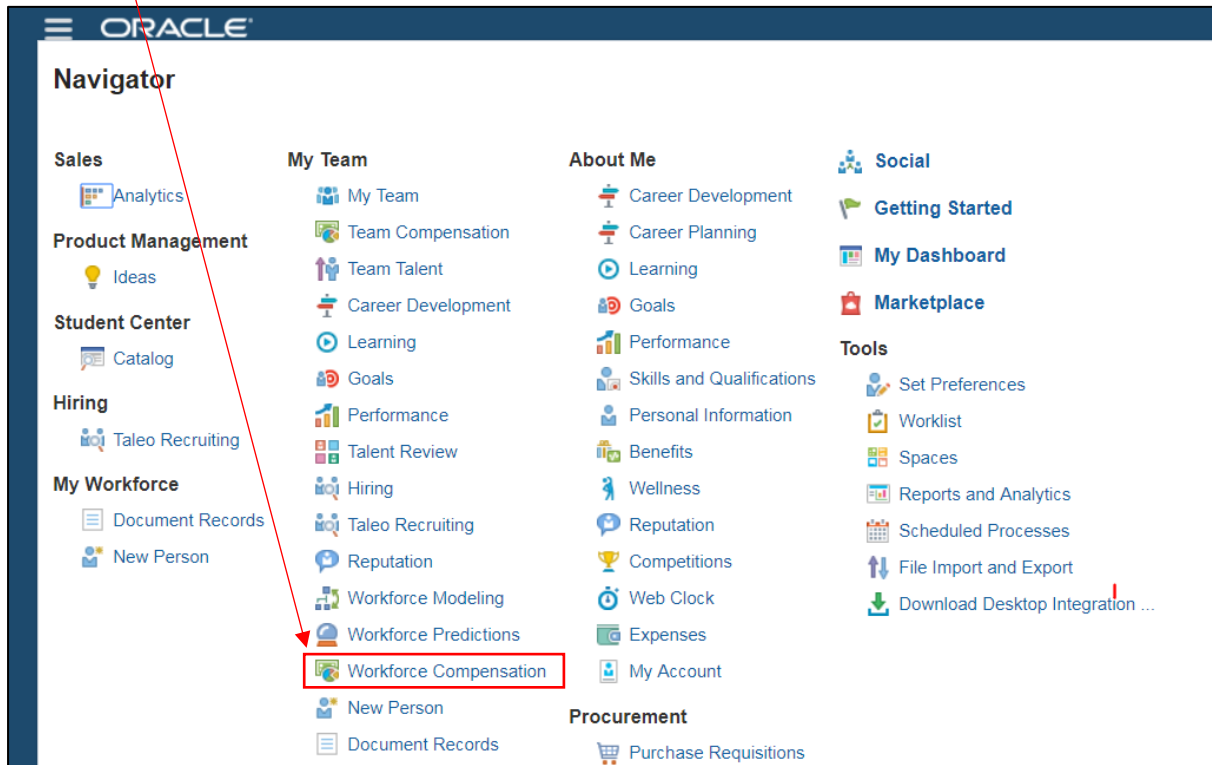 ORACLE
Navigator
Sales
Analytics
Product Management
Ideas
Student Center
Catalog
Hiring
Taleo Recruiting
My Workforce
Document Records
New Person
My Team
My Team
Team Compensation
Team Talent
Career Development
Learning
Goals
Performance
Talent Review
Hiring
Taleo Recruiting
Reputation
Workforce Modeling
Workforce Predictions
Workforce Compensation
New Person
Document Records
About Me
Career Development
Career Planning
Learning
Goals
Performance
Skills and Qualifications
Personal Information
Benefits
Wellness
Reputation
Competitions
Web Clock
Expenses
My Account
Procurement
Purchase Requisitions
Social
Getting Started
My Dashboard
Marketplace
Tools
Set Preferences
Worklist
Spaces
Reports and Analytics
Scheduled Processes
File Import and Export
Download Desktop Integration ...